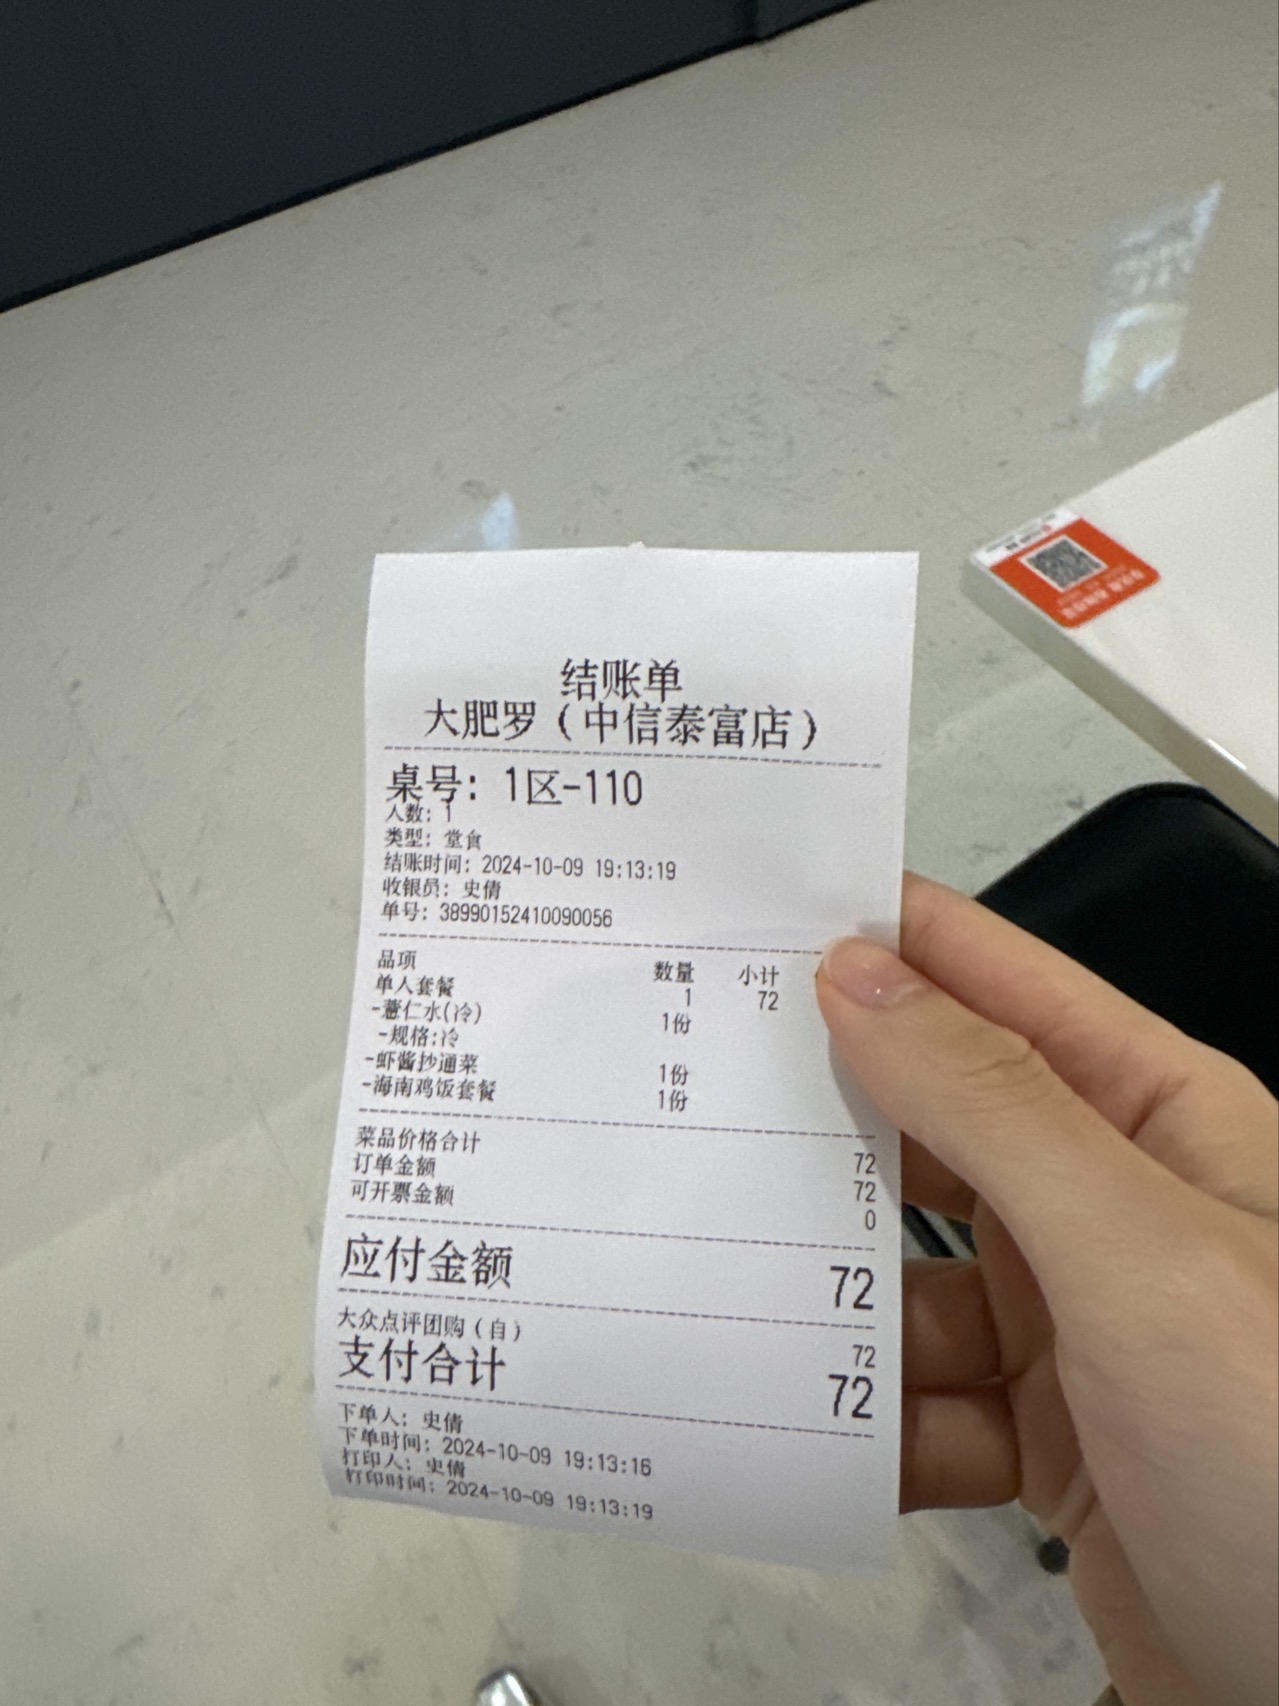 结账单
大肥罗（中信泰富店）
桌号：1区-110
人数：1
类型：堂食
结账时间：2024-10-09 19:13:19
收银员：史倩
单号：38990152410090056
品项 数量 小计
单人套餐 1 72
-薏仁水(冷) 1份
-规格:冷
-虾酱抄通菜 1份
-海南鸡饭套餐 1份
菜品价格合计 72
订单金额 72
可开票金额 0
应付金额 72
大众点评团购（自） 72
支付合计 72
下单人：史倩
下单时间：2024-10-09 19:13:16
打印人：史倩
打印时间：2024-10-09 19:13:19